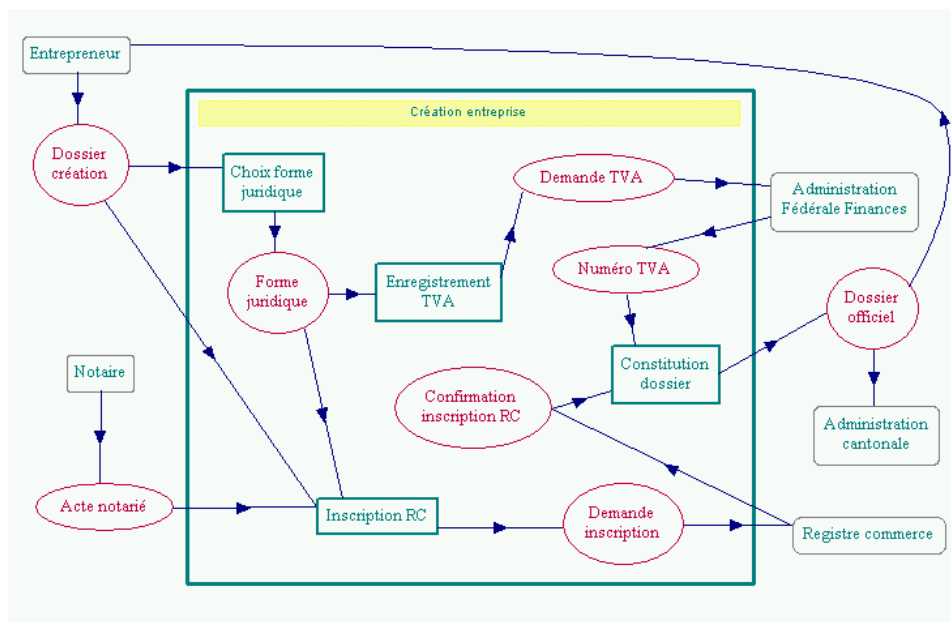 Entrepreneur
Création entreprise
Dossier
création
Choix forme
juridique
Demande TVA
Administration
Fédérale Finances
Forme
juridique
Enregistrement
TVA
Numéro TVA
Dossier
officiel
Notaire
Constitution
dossier
Confirmation
inscription RC
Administration
cantonale
Acte notarié
Inscription RC
Demande
inscription
Registre commerce